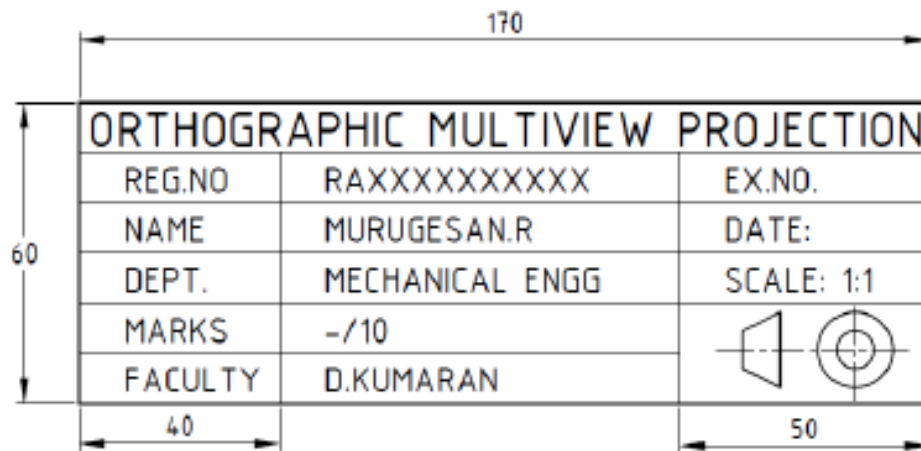 170
ORTHOGRAPHIC MULTIVIEW PROJECTION
REG.NO RAXXXXXXXXXX EX.NO.
NAME MURUGESAN.R DATE:
60
DEPT. MECHANICAL ENGG SCALE: 1:1
MARKS -/10
FACULTY D.KUMARAN
40 50